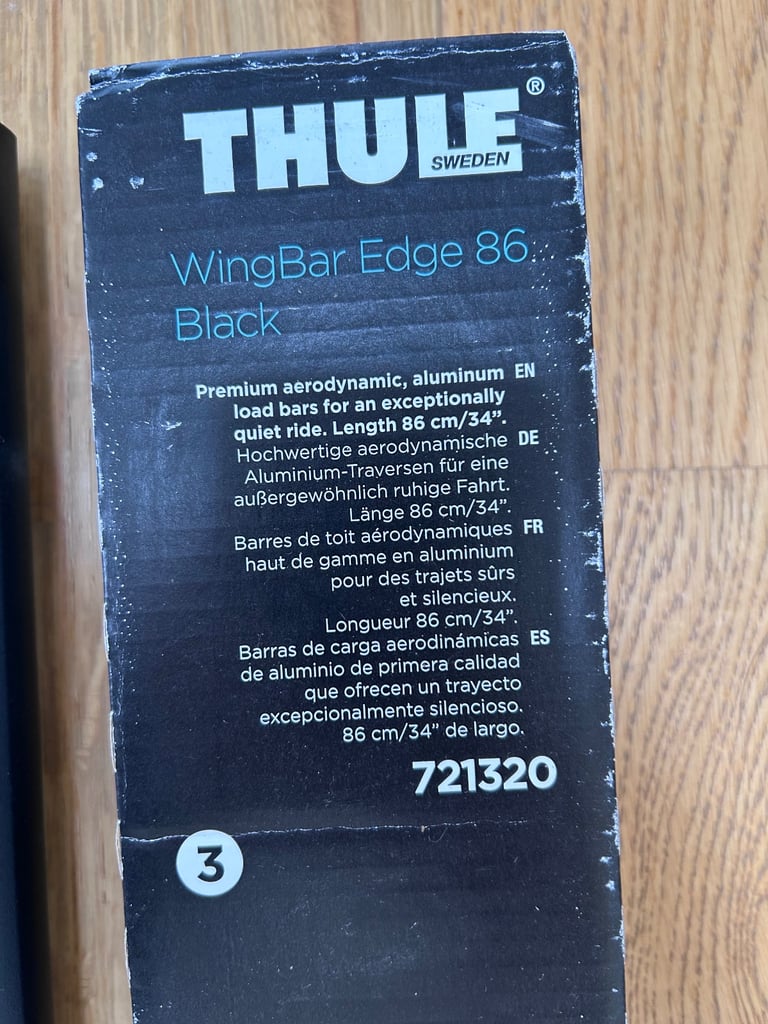 THULE®
SWEDEN
WingBar Edge 86
Black
Premium aerodynamic, aluminum EN
load bars for an exceptionally
quiet ride. Length 86 cm/34”.
Hochwertige aerodynamische DE
Aluminium-Traversen für eine
außergewöhnlich ruhige Fahrt.
Länge 86 cm/34”.
Barres de toit aérodynamiques FR
haut de gamme en aluminium
pour des trajets sûrs
et silencieux.
Longueur 86 cm/34”.
Barras de carga aerodinámicas ES
de aluminio de primera calidad
que ofrecen un trayecto
excepcionalmente silencioso.
86 cm/34” de largo.
721320
3